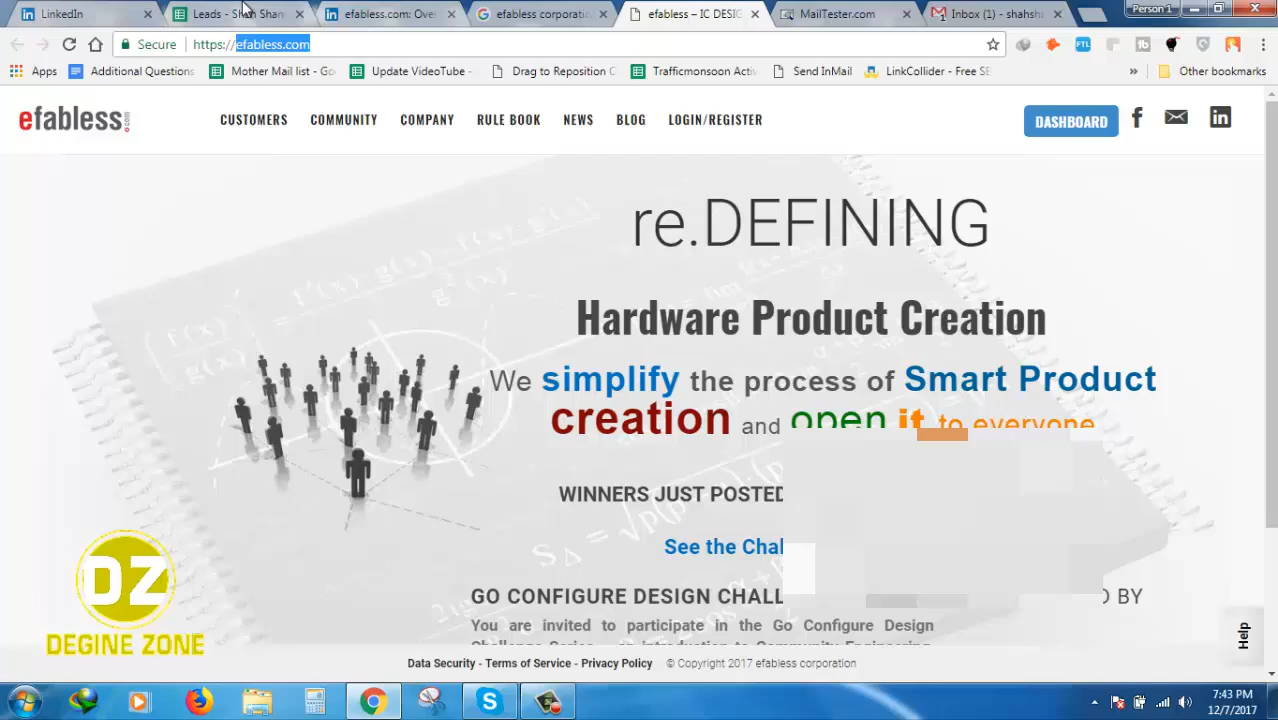 LinkedIn
Leads - Sh Sham
efabless.com: Over
efabless corporatio
efabless – IC DESIG
MailTester.com
Inbox (1) - shahshu
Person 1
Secure
https://efabless.com
Apps
Additional Questions
Mother Mail list - Go
Update VideoTube -
Drag to Reposition C
Trafficmonsoon Acti
Send InMail
LinkCollider - Free SE
»
Other bookmarks
efabless.com
CUSTOMERS
COMMUNITY
COMPANY
RULE BOOK
NEWS
BLOG
LOGIN/REGISTER
DASHBOARD
re.DEFINING
Hardware Product Creation
We simplify the process of Smart Product
creation and open it to everyone
WINNERS JUST POSTED
See the Chal
GO CONFIGURE DESIGN CHALL D BY
You are invited to participate in the Go Configure Design
DZ
DEGINE ZONE
Help
Data Security - Terms of Service - Privacy Policy © Copyright 2017 efabless corporation
7:43 PM
12/7/2017